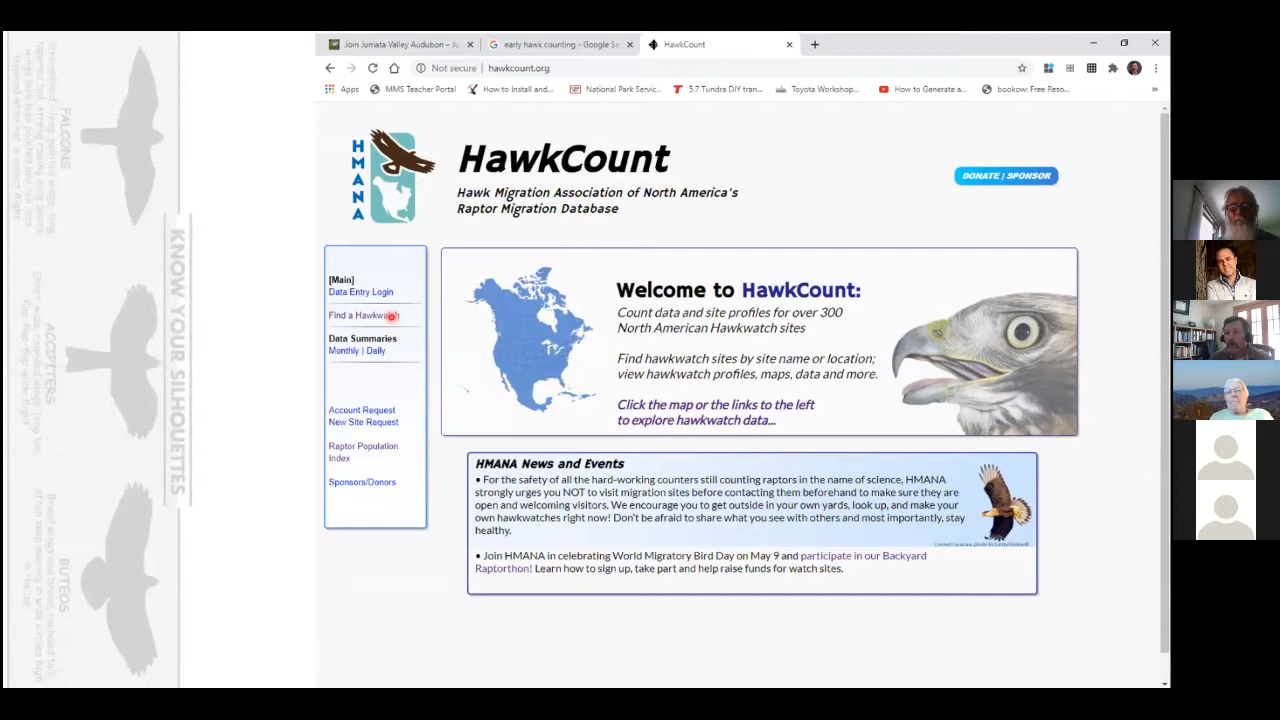 FALCONS
ACCIPITERS
BUTEOS
KNOW YOUR SILHOUETTES
Join Juniata Valley Audubon – Ju
early hawk counting - Google Se
HawkCount
Not secure | hawkcount.org
Apps
MMS Teacher Portal
How to Install and...
National Park Servic...
5.7 Tundra DIY tran...
Toyota Workshop...
How to Generate a...
bookow: Free Reso...
HMANA
HawkCount
Hawk Migration Association of North America's
Raptor Migration Database
DONATE | SPONSOR
[Main]
Data Entry Login
Find a Hawkwatch
Data Summaries
Monthly | Daily
Account Request
New Site Request
Raptor Population
Index
Sponsors/Donors
Welcome to HawkCount:
Count data and site profiles for over 300
North American Hawkwatch sites
Find hawkwatch sites by site name or location;
view hawkwatch profiles, maps, data and more.
Click the map or the links to the left
to explore hawkwatch data...
HMANA News and Events
• For the safety of all the hard-working counters still counting raptors in the name of science, HMANA
strongly urges you NOT to visit migration sites before contacting them beforehand to make sure they are
open and welcoming visitors. We encourage you to get outside in your own yards, look up, and make your
own hawkwatches right now! Don't be afraid to share what you see with others and most importantly, stay
healthy.
• Join HMANA in celebrating World Migratory Bird Day on May 9 and participate in our Backyard
Raptorthon! Learn how to sign up, take part and help raise funds for watch sites.